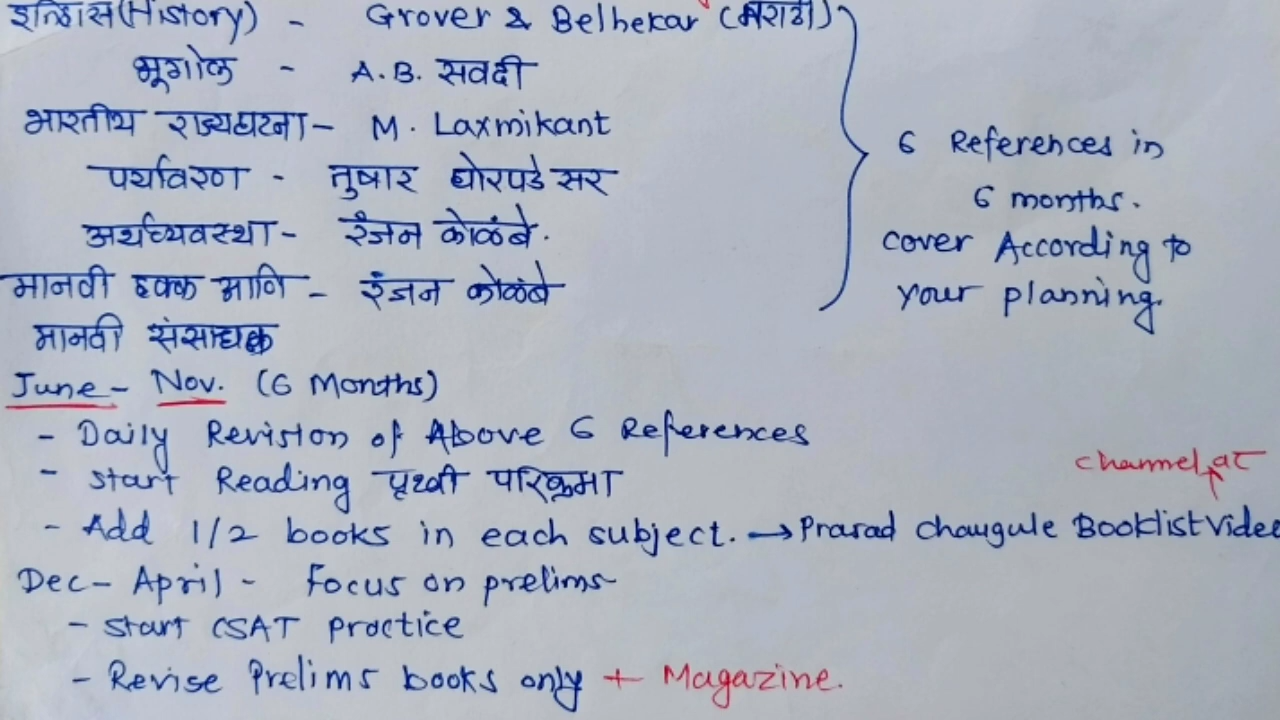 इतिहास(History) - Grover & Belhekar (मराठी)
भूगोल - A.B. सवदी
भारतीय राज्यघटना - M. Laxmikant
पर्यावरण - तुषार घोरपडे सर
अर्थव्यवस्था - रंजन कोळंबे.
मानवी हक्क आणि - रंजन कोळंबे
मानवी संसाधन
6 References in
6 months.
cover According to
your planning.
June - Nov. (6 Months)
- Daily Revision of Above 6 References
- start Reading पृथ्वी परिक्रमा
- Add 1/2 books in each subject. → Prasad chaugule Booklist Video
channel वर
Dec - April - Focus on prelims
- start CSAT practice
- Revise Prelims books only + Magazine.